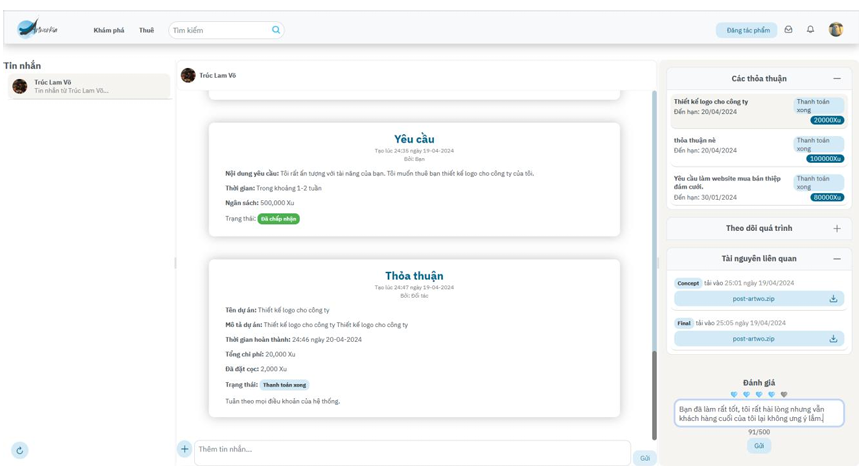 Khám phá
Thuê
Tìm kiếm
Đăng tác phẩm
Tin nhắn
Trúc Lam Võ
Tin nhắn từ Trúc Lam Võ...
Trúc Lam Võ
Yêu cầu
Tạo lúc 24:35 ngày 19-04-2024
Bởi: Bạn
Nội dung yêu cầu: Tôi rất ấn tượng với tài năng của bạn. Tôi muốn thuê bạn thiết kế logo cho công ty của tôi.
Thời gian: Trong khoảng 1-2 tuần
Ngân sách: 500,000 Xu
Trạng thái: Đã chấp nhận
Thỏa thuận
Tạo lúc 24:47 ngày 19-04-2024
Bởi: Đối tác
Tên dự án: Thiết kế logo cho công ty
Mô tả dự án: Thiết kế logo cho công ty Thiết kế logo cho công ty
Thời gian hoàn thành: 24:46 ngày 20-04-2024
Tổng chi phí: 20,000 Xu
Đã đặt cọc: 2,000 Xu
Trạng thái: Thanh toán xong
Tuân theo mọi điều khoản của hệ thống.
Thêm tin nhắn...
Gửi
Các thỏa thuận
Thiết kế logo cho công ty
Đến hạn: 20/04/2024
Thanh toán
xong
20000Xu
thỏa thuận nè
Đến hạn: 20/04/2024
Thanh toán
xong
100000Xu
Yêu cầu làm website mua bán thiệp
đám cưới.
Đến hạn: 30/01/2024
Thanh toán
xong
80000Xu
Theo dõi quá trình
Tài nguyên liên quan
Concept tải vào 25:01 ngày 19/04/2024
post-artwo.zip
Final tải vào 25:05 ngày 19/04/2024
post-artwo.zip
Đánh giá
Bạn đã làm rất tốt, tôi rất hài lòng nhưng vẫn
khách hàng cuối của tôi lại không ưng ý lắm.
91/500
Gửi